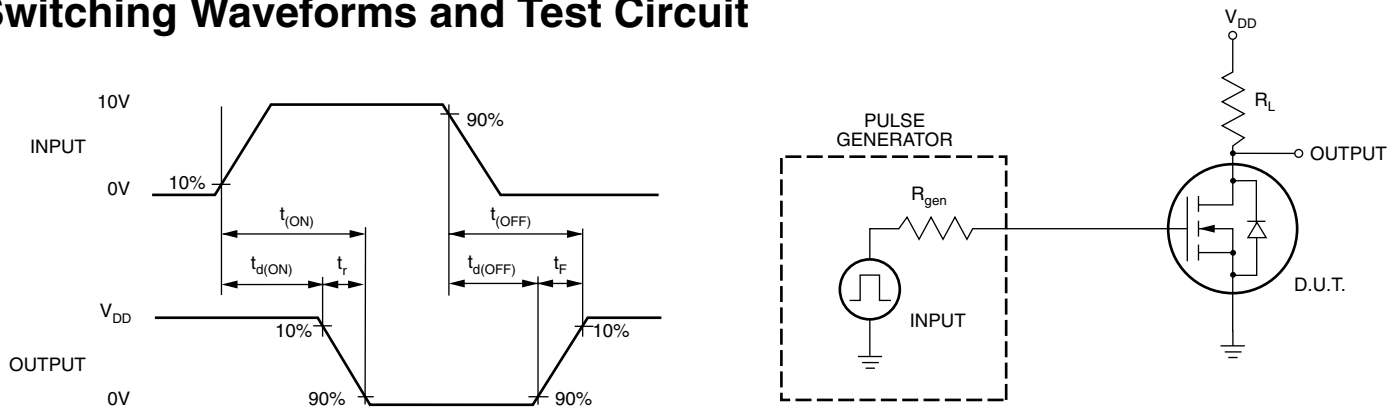 Switching Waveforms and Test Circuit
10V
INPUT
0V
10%
90%
t(ON)
t(OFF)
td(ON)
tr
td(OFF)
tF
VDD
10%
10%
OUTPUT
0V
90%
90%
VDD
RL
OUTPUT
PULSE
GENERATOR
Rgen
INPUT
D.U.T.